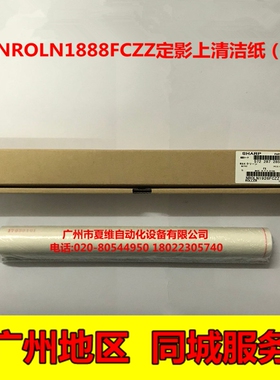 NROLN1888FCZZ定影上清洁纸（
SHARP
NROLN1926FCZZ
广州市夏维自动化设备有限公司
电话:020-80544950 18022305740
广州地区 同城服务